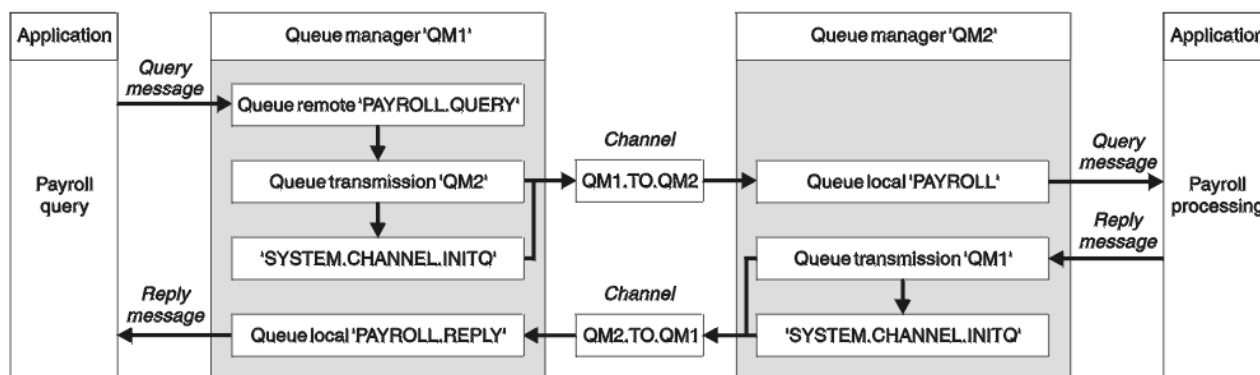 Application
Queue manager 'QM1'
Queue manager 'QM2'
Application
Query
message
Queue remote 'PAYROLL.QUERY'
Channel
Query
message
Payroll
query
Queue transmission 'QM2'
QM1.TO.QM2
Queue local 'PAYROLL'
Payroll
processing
Reply
message
'SYSTEM.CHANNEL.INITQ'
Queue transmission 'QM1'
Reply
message
Channel
Queue local 'PAYROLL.REPLY'
QM2.TO.QM1
'SYSTEM.CHANNEL.INITQ'